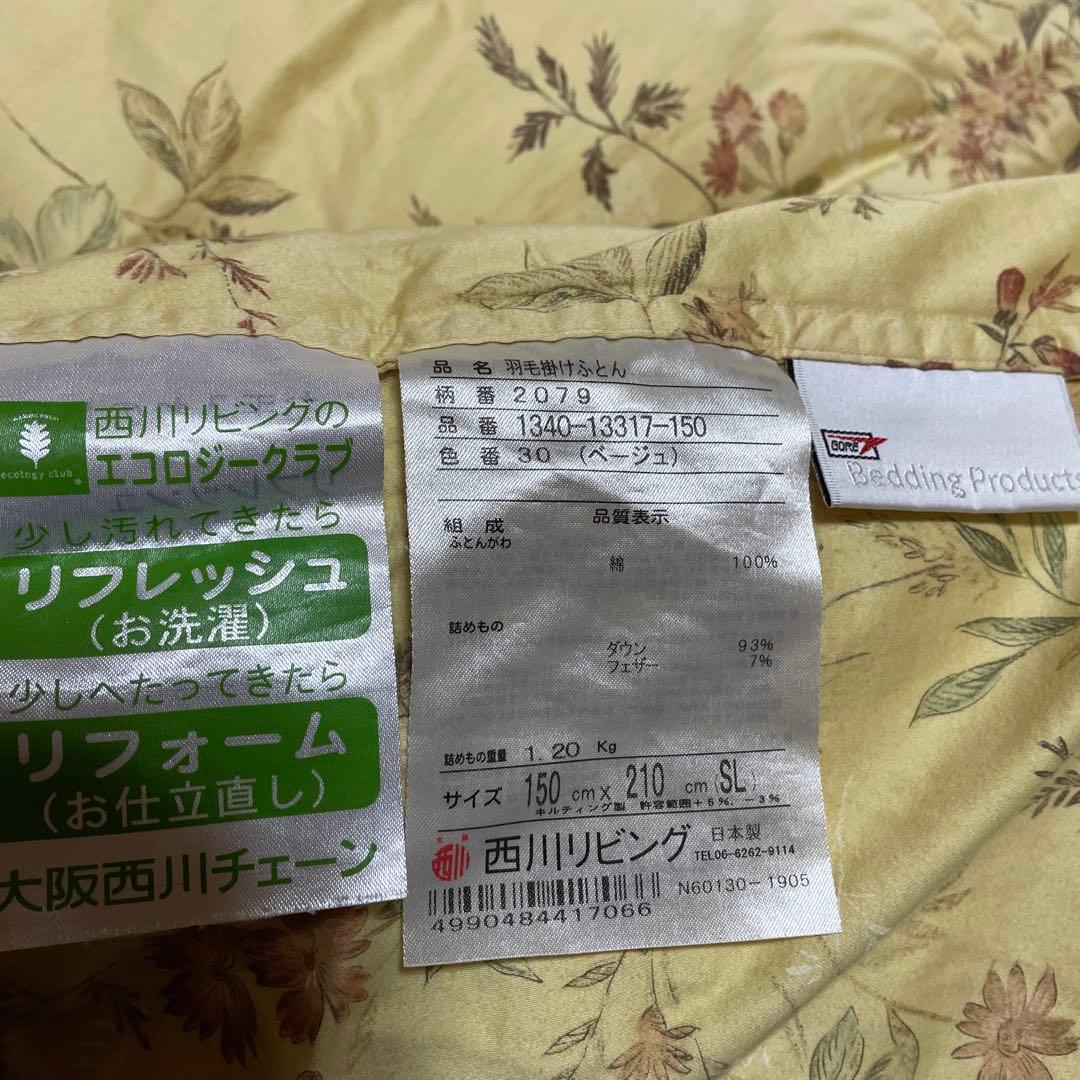 ecology club
西川リビングの
エコロジークラブ
少し汚れてきたら
リフレッシュ
(お洗濯)
少しへたってきたら
リフォーム
(お仕立直し)
大阪西川チェーン
品 名 羽毛掛けふとん
柄 番 2079
品 番 1340-13317-150
色 番 30 (ベージュ)
品質表示
組 成
ふとんがわ
綿 100%
詰めもの
ダウン 93%
フェザー 7%
詰めもの重量 1.20 Kg
サイズ 150 cm X 210 cm (SL)
キルティング製 許容範囲+5%. -3%
大阪
西川
西川リビング 日本製
TEL06-6262-9114
N60130-1905
4990484417066
GORE
Bedding Products